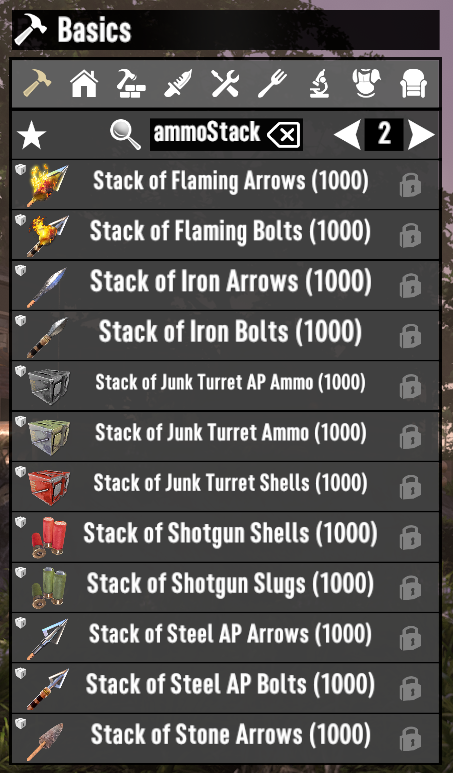 Basics
ammoStack
2
Stack of Flaming Arrows (1000)
Stack of Flaming Bolts (1000)
Stack of Iron Arrows (1000)
Stack of Iron Bolts (1000)
Stack of Junk Turret AP Ammo (1000)
Stack of Junk Turret Ammo (1000)
Stack of Junk Turret Shells (1000)
Stack of Shotgun Shells (1000)
Stack of Shotgun Slugs (1000)
Stack of Steel AP Arrows (1000)
Stack of Steel AP Bolts (1000)
Stack of Stone Arrows (1000)